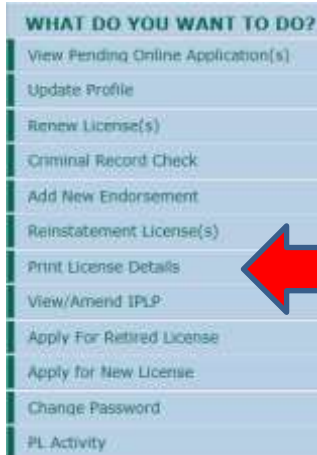 WHAT DO YOU WANT TO DO?
View Pending Online Application(s)
Update Profile
Renew License(s)
Criminal Record Check
Add New Endorsement
Reinstatement License(s)
Print License Details
View/Amend IPLP
Apply For Retired License
Apply for New License
Change Password
PL Activity